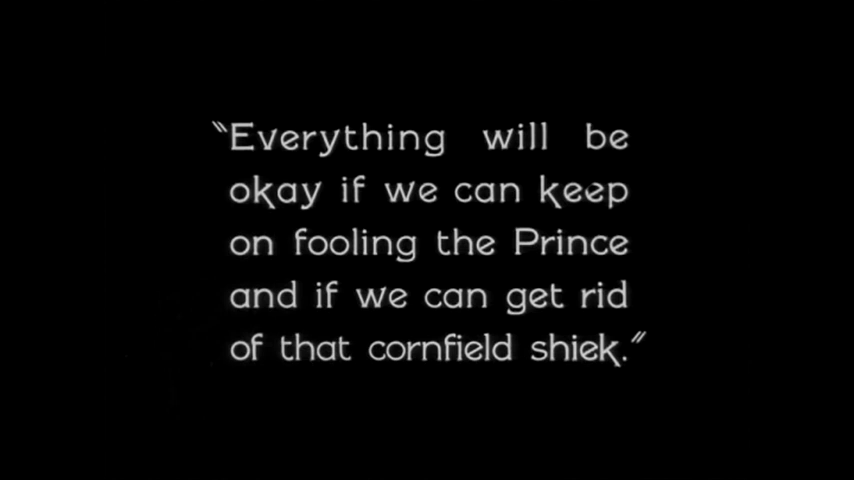 "Everything will be
okay if we can keep
on fooling the Prince
and if we can get rid
of that cornfield shiek."